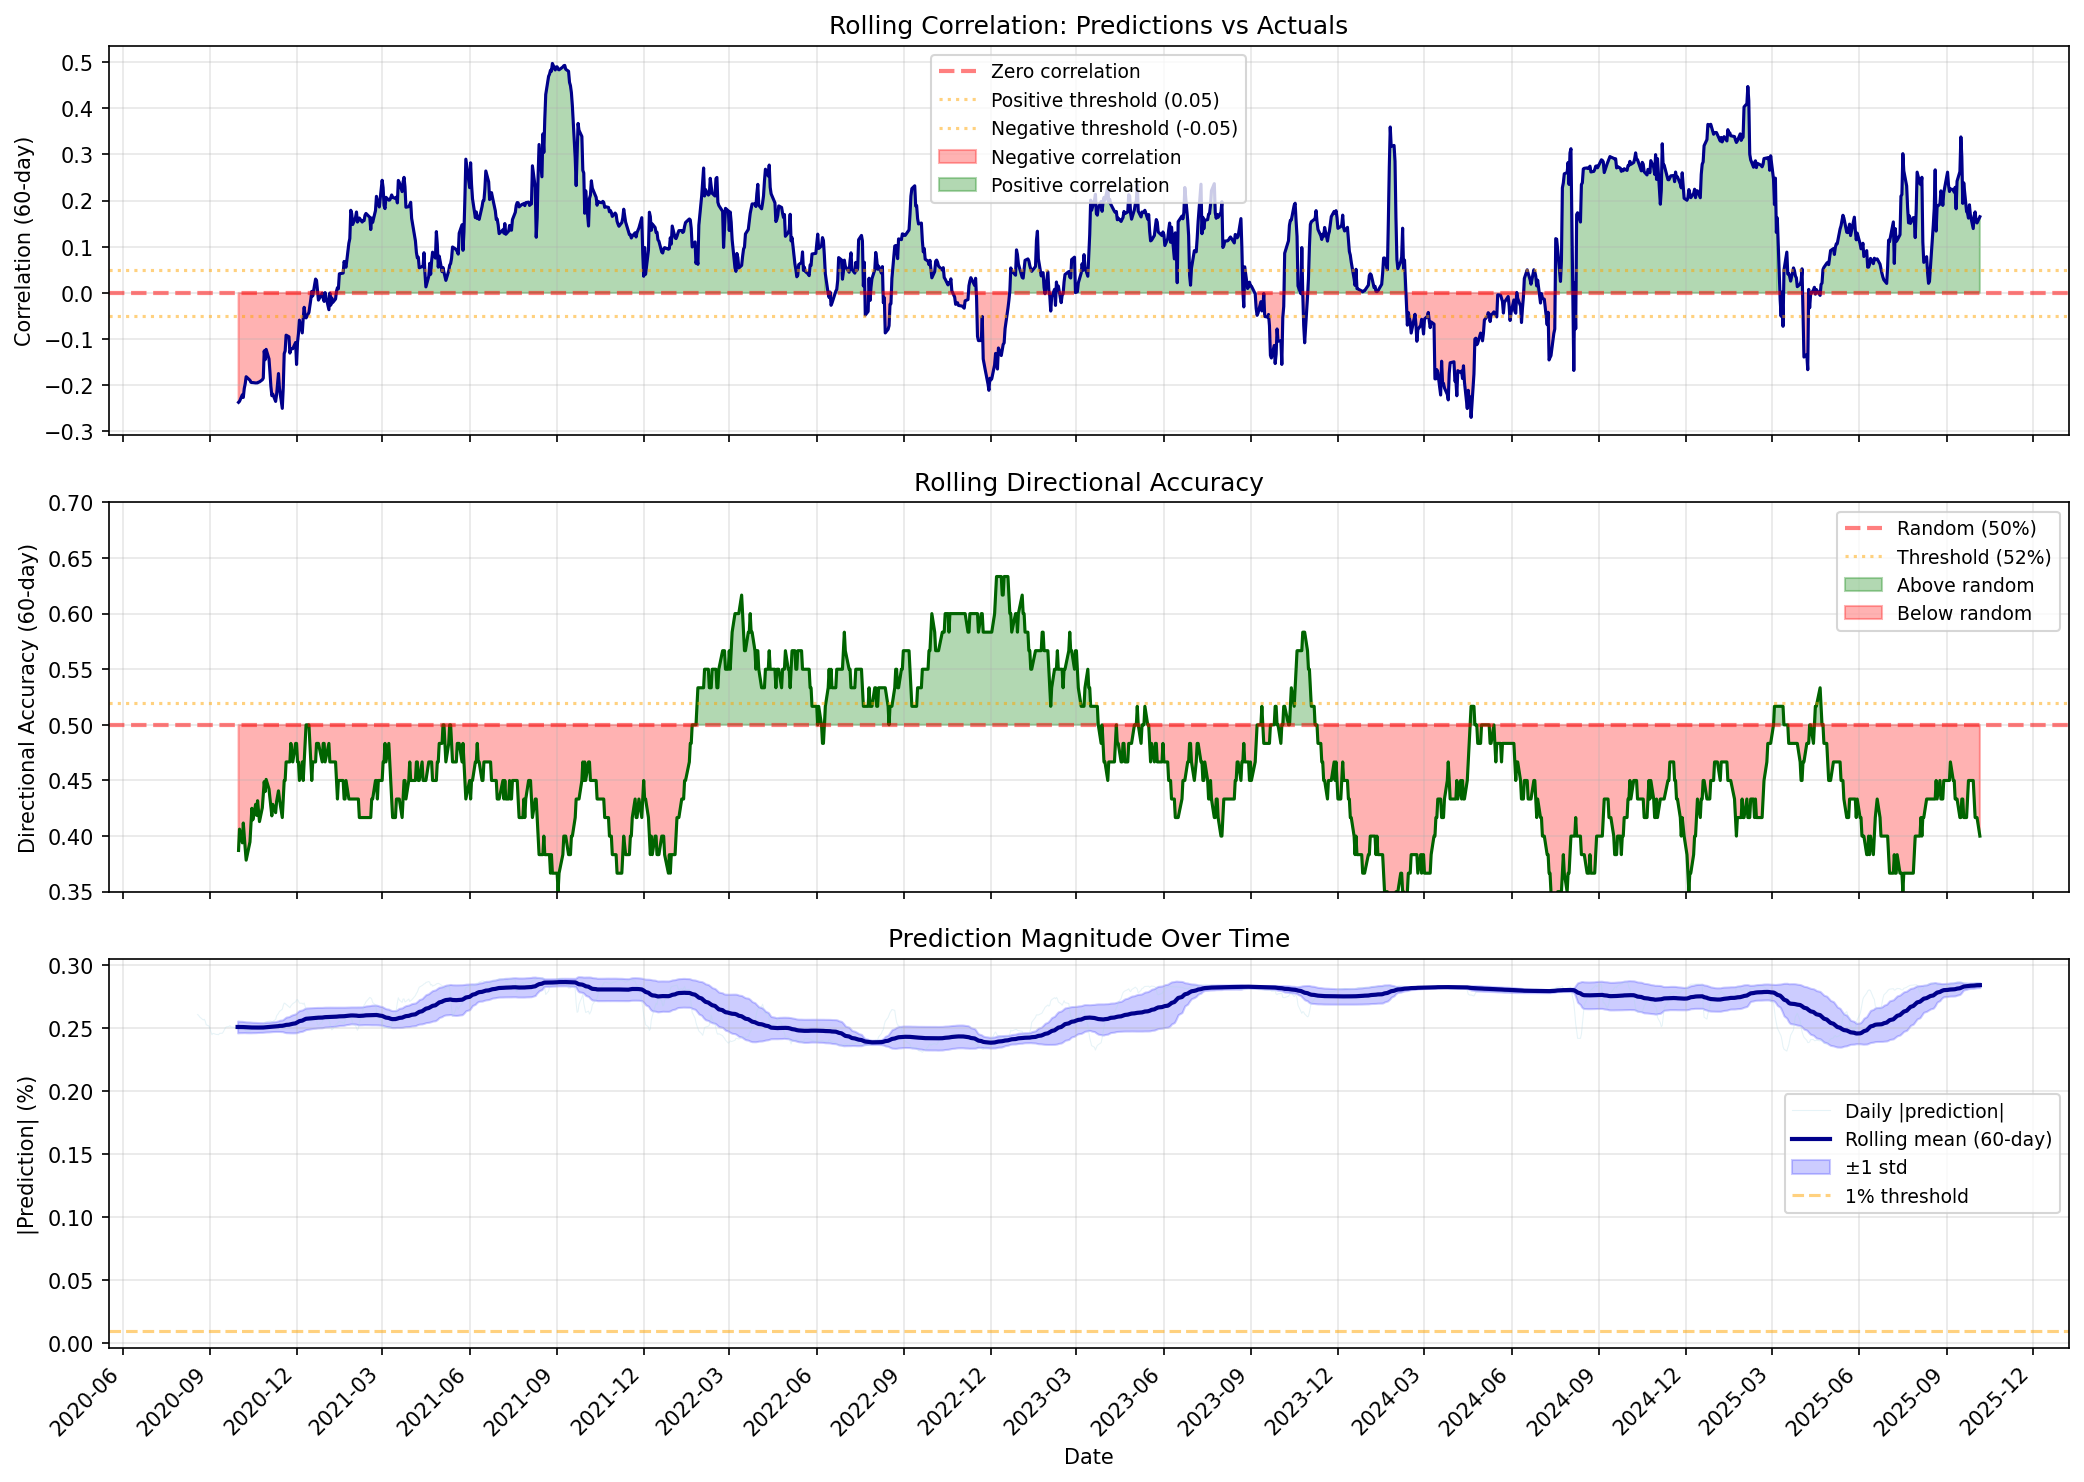 Rolling Correlation: Predictions vs Actuals
Correlation (60-day)
0.5
0.4
0.3
0.2
0.1
0.0
−0.1
−0.2
−0.3
Zero correlation
Positive threshold (0.05)
Negative threshold (-0.05)
Negative correlation
Positive correlation
Rolling Directional Accuracy
Directional Accuracy (60-day)
0.70
0.65
0.60
0.55
0.50
0.45
0.40
0.35
Random (50%)
Threshold (52%)
Above random
Below random
Prediction Magnitude Over Time
|Prediction| (%)
0.30
0.25
0.20
0.15
0.10
0.05
0.00
Daily |prediction|
Rolling mean (60-day)
±1 std
1% threshold
2020-06
2020-09
2020-12
2021-03
2021-06
2021-09
2021-12
2022-03
2022-06
2022-09
2022-12
2023-03
2023-06
2023-09
2023-12
2024-03
2024-06
2024-09
2024-12
2025-03
2025-06
2025-09
2025-12
Date